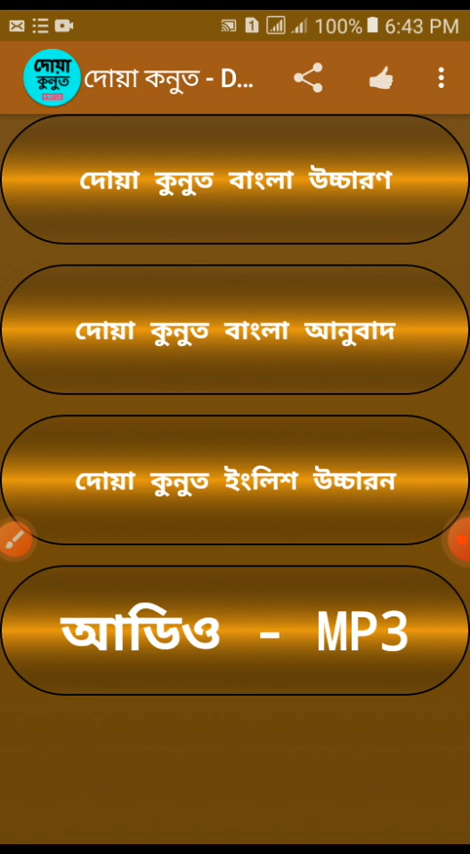 100% 6:43 PM
দোয়া কুনুত
দোয়া কনুত - D...
দোয়া কুনুত বাংলা উচ্চারণ
দোয়া কুনুত বাংলা আনুবাদ
দোয়া কুনুত ইংলিশ উচ্চারন
আডিও - MP3